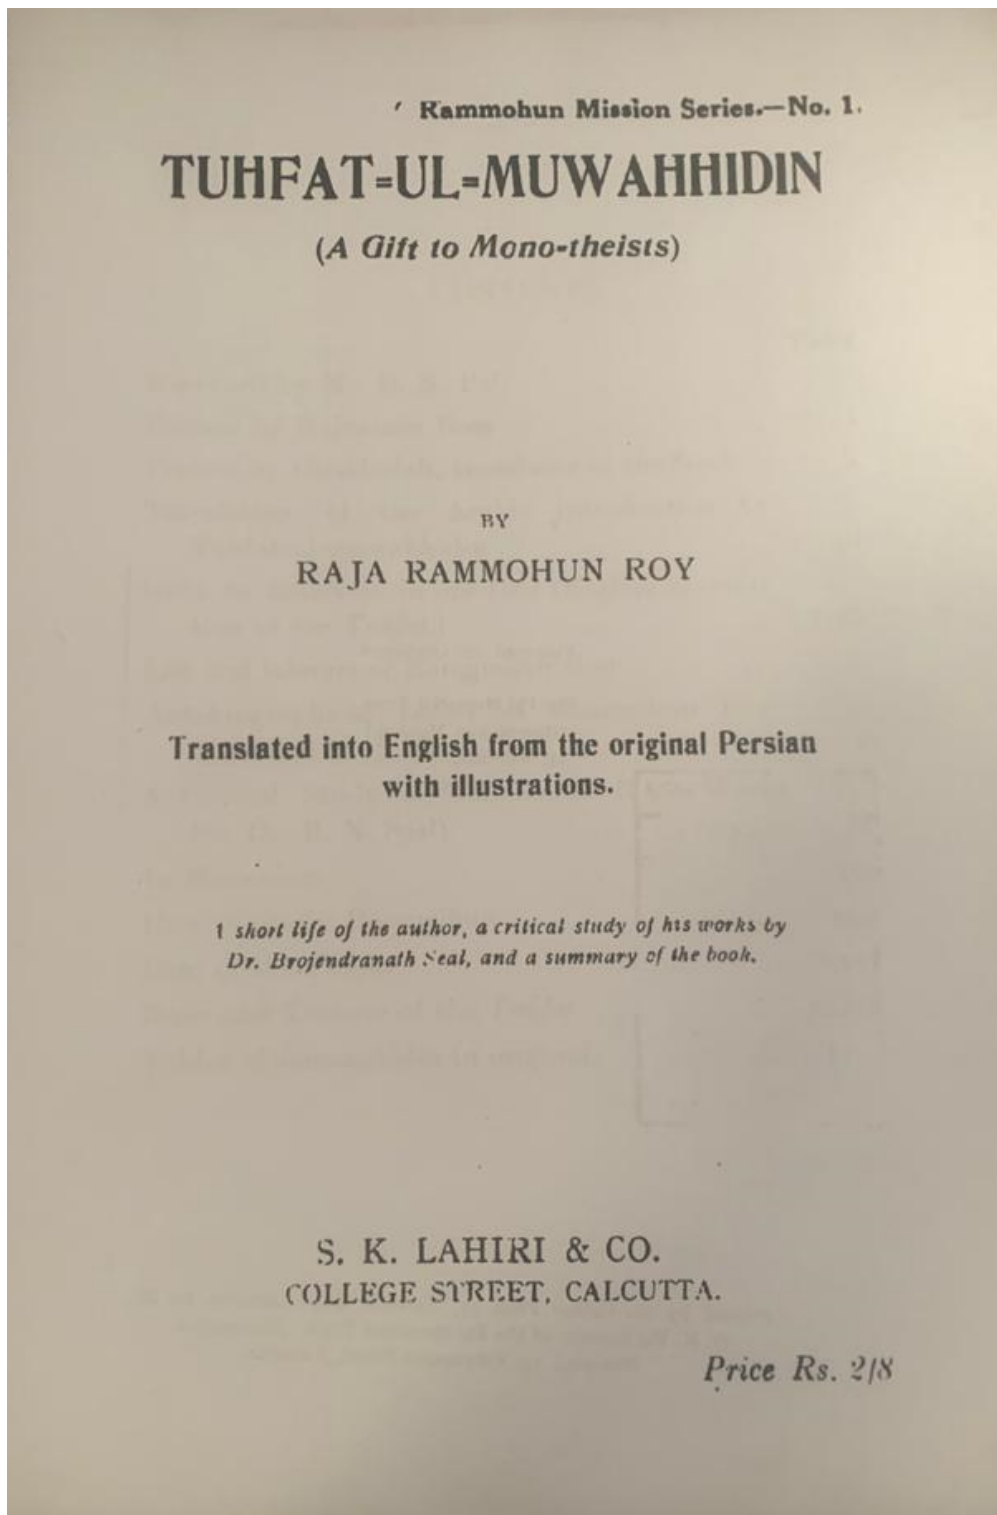 Rammohun Mission Series.—No. 1.
TUHFAT-UL-MUWAHHIDIN
(A Gift to Mono-theists)
BY
RAJA RAMMOHUN ROY
Translated into English from the original Persian
with illustrations.
short life of the author, a critical study of his works by
Dr. Brojendranath Seal, and a summary of the book.
S. K. LAHIRI & CO.
COLLEGE STREET, CALCUTTA.
Price Rs. 2/8